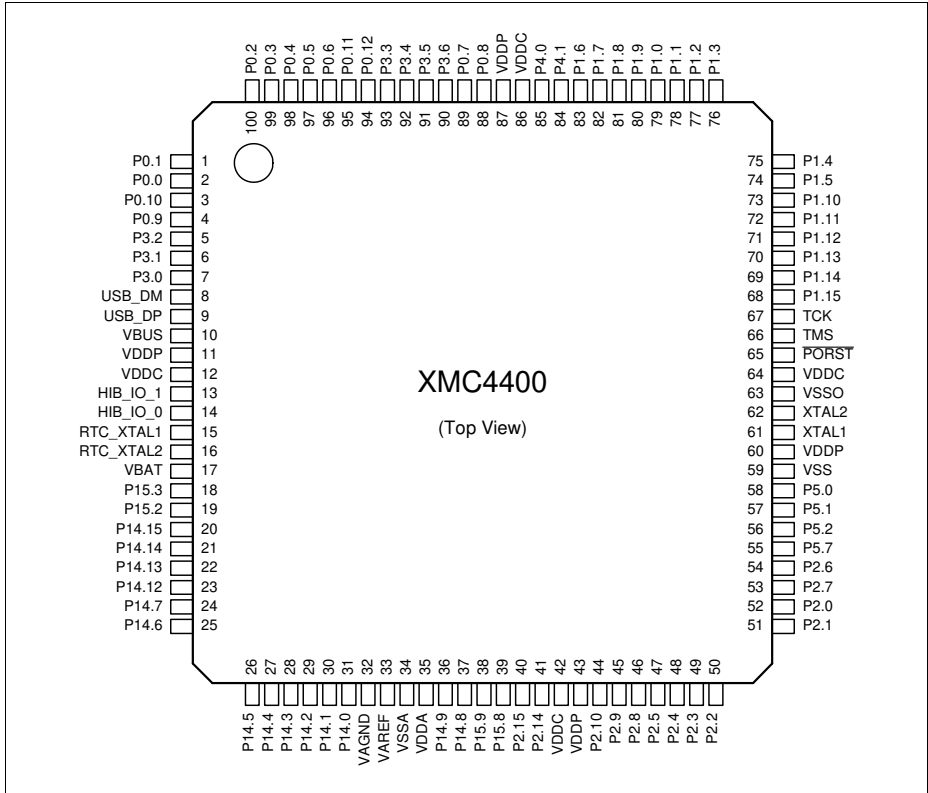 P0.2 P0.3 P0.4 P0.5 P0.6 P0.11 P0.12 P3.3 P3.4 P3.5 P3.6 P0.7 P0.8 VDDP VDDC P4.0 P4.1 P1.6 P1.7 P1.8 P1.9 P1.0 P1.1 P1.2 P1.3
100 99 98 97 96 95 94 93 92 91 90 89 88 87 86 85 84 83 82 81 80 79 78 77 76
P0.1 1 75 P1.4
P0.0 2 74 P1.5
P0.10 3 73 P1.10
P0.9 4 72 P1.11
P3.2 5 71 P1.12
P3.1 6 70 P1.13
P3.0 7 69 P1.14
USB_DM 8 68 P1.15
USB_DP 9 67 TCK
VBUS 10 66 TMS
VDDP 11 65 PORST
VDDC 12 64 VDDC
HIB_IO_1 13 63 VSSO
HIB_IO_0 14 62 XTAL2
RTC_XTAL1 15 61 XTAL1
RTC_XTAL2 16 60 VDDP
VBAT 17 59 VSS
P15.3 18 58 P5.0
P15.2 19 57 P5.1
P14.15 20 56 P5.2
P14.14 21 55 P5.7
P14.13 22 54 P2.6
P14.12 23 53 P2.7
P14.7 24 52 P2.0
P14.6 25 51 P2.1
XMC4400
(Top View)
26 27 28 29 30 31 32 33 34 35 36 37 38 39 40 41 42 43 44 45 46 47 48 49 50
P14.5 P14.4 P14.3 P14.2 P14.1 P14.0 VAGND VAREF VSSA VDDA P14.9 P14.8 P15.9 P15.8 P2.15 P2.14 VDDC VDDP P2.10 P2.9 P2.8 P2.5 P2.4 P2.3 P2.2